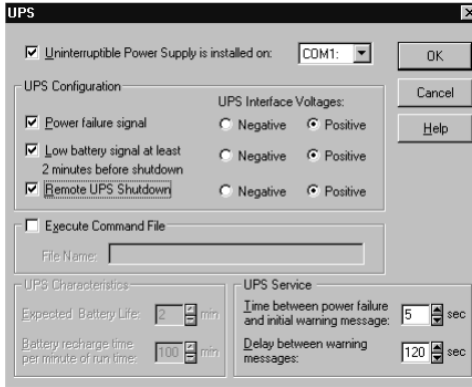 UPS
Uninterruptible Power Supply is installed on: COM1:
OK
UPS Configuration
UPS Interface Voltages:
Cancel
Power failure signal Negative Positive
Help
Low battery signal at least
2 minutes before shutdown Negative Positive
Remote UPS Shutdown Negative Positive
Execute Command File
File Name:
UPS Characteristics
Expected Battery Life: 2 min
Battery recharge time
per minute of run time: 100 min
UPS Service
Time between power failure
and initial warning message: 5 sec
Delay between warning
messages: 120 sec